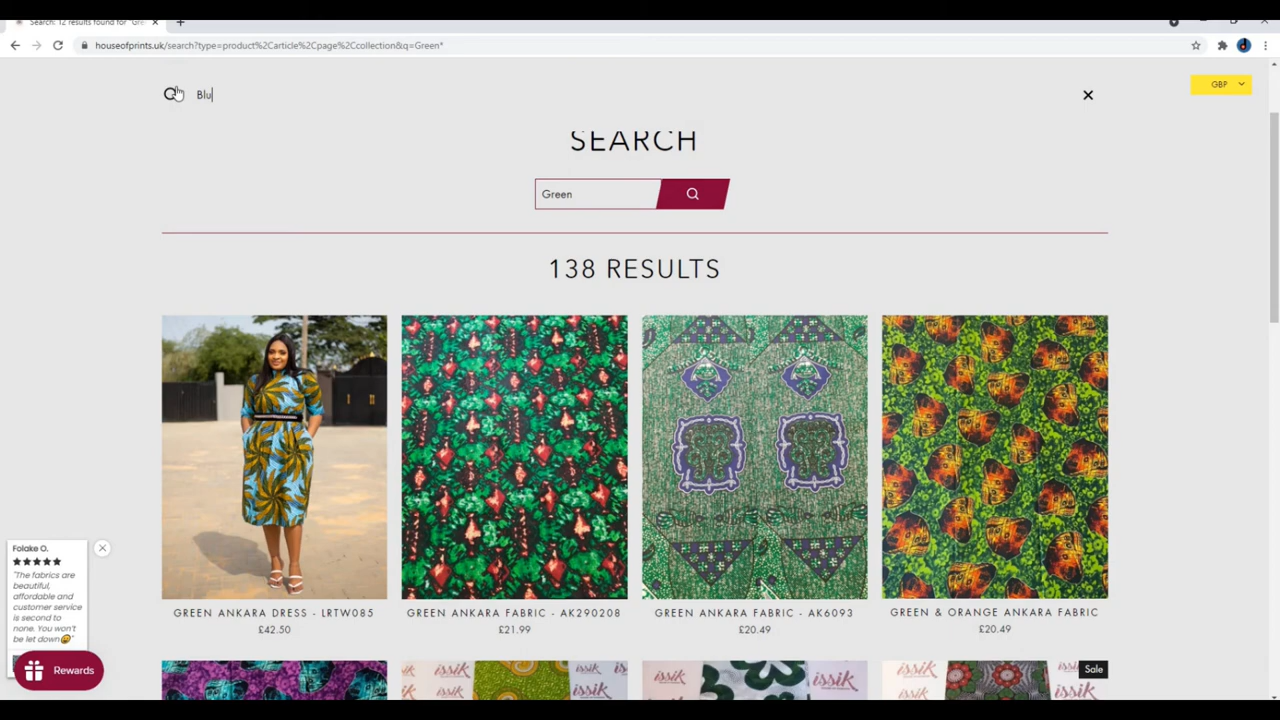 Search: 12 results found for "Gre
houseofprints.uk/search?type=product%2Carticle%2Cpage%2Ccollection&q=Green*
Blu
GBP
SEARCH
Green
138 RESULTS
GREEN ANKARA DRESS - LRTW085
£42.50
GREEN ANKARA FABRIC - AK290208
£21.99
GREEN ANKARA FABRIC - AK6093
£20.49
GREEN & ORANGE ANKARA FABRIC
£20.49
Folake O.
"The fabrics are
beautiful,
affordable and
customer service
is second to
none. You won't
be let down😉"
Rewards
issik
issik
issik
issik
issik
issik
Sale